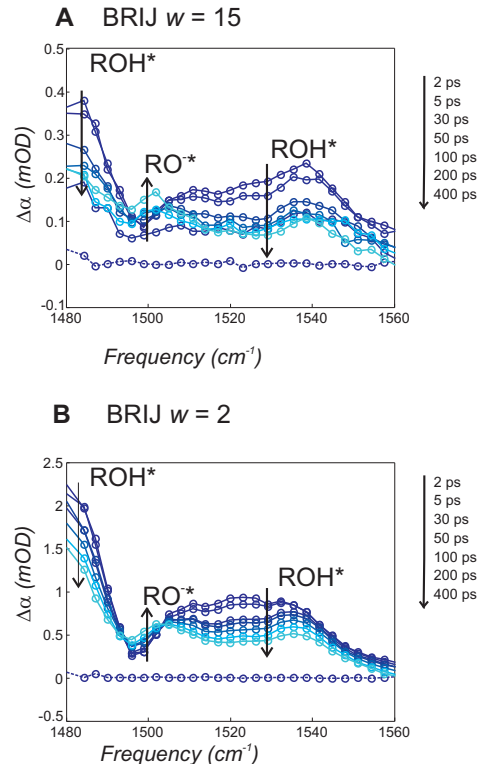 A BRIJ w = 15
ROH*
RO-*
ROH*
0.5
0.4
0.3
0.2
0.1
0
-0.1
1480 1500 1520 1540 1560
Δα (mOD)
Frequency (cm-1)
2 ps
5 ps
30 ps
50 ps
100 ps
200 ps
400 ps
B BRIJ w = 2
ROH*
RO-*
ROH*
2.5
2
1.5
1
0.5
0
-0.5
1480 1500 1520 1540 1560
Δα (mOD)
Frequency (cm-1)
2 ps
5 ps
30 ps
50 ps
100 ps
200 ps
400 ps